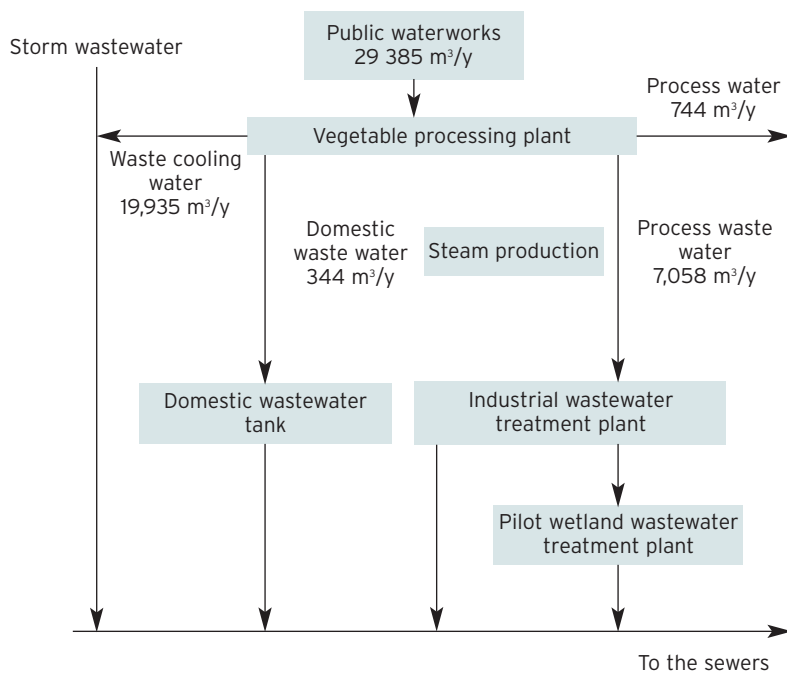 Public waterworks
29 385 m³/y
Storm wastewater
Process water
744 m³/y
Vegetable processing plant
Waste cooling
water
19,935 m³/y
Domestic
waste water
344 m³/y
Steam production
Process waste
water
7,058 m³/y
Domestic wastewater
tank
Industrial wastewater
treatment plant
Pilot wetland wastewater
treatment plant
To the sewers